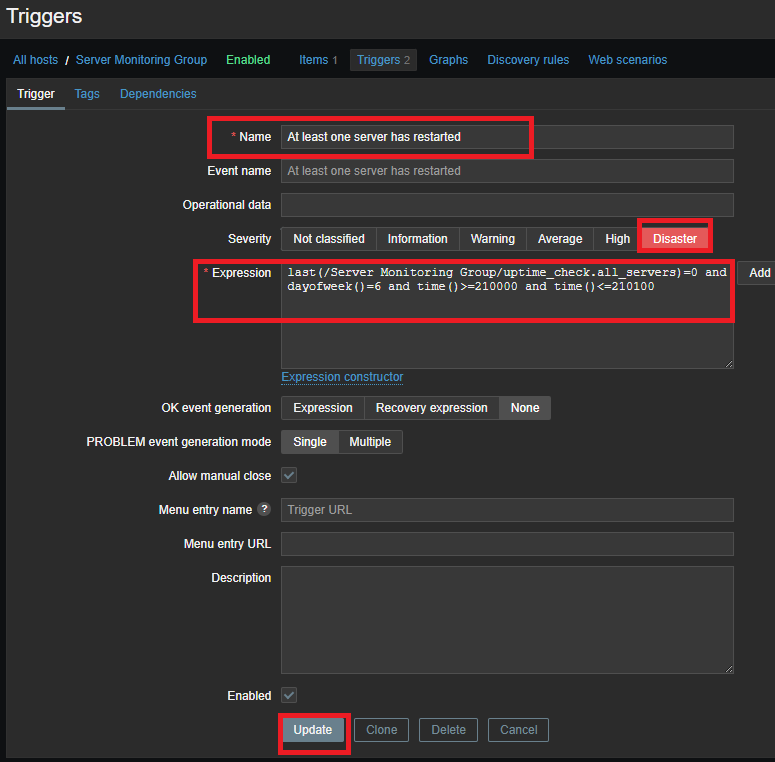 Triggers
All hosts / Server Monitoring Group Enabled Items 1 Triggers 2 Graphs Discovery rules Web scenarios
Trigger Tags Dependencies
* Name At least one server has restarted
Event name At least one server has restarted
Operational data
Severity Not classified Information Warning Average High Disaster
* Expression last(/Server Monitoring Group/uptime_check.all_servers)=0 and Add
dayofweek()=6 and time()>=210000 and time()<=210100
Expression constructor
OK event generation Expression Recovery expression None
PROBLEM event generation mode Single Multiple
Allow manual close
Menu entry name ? Trigger URL
Menu entry URL
Description
Enabled
Update Clone Delete Cancel